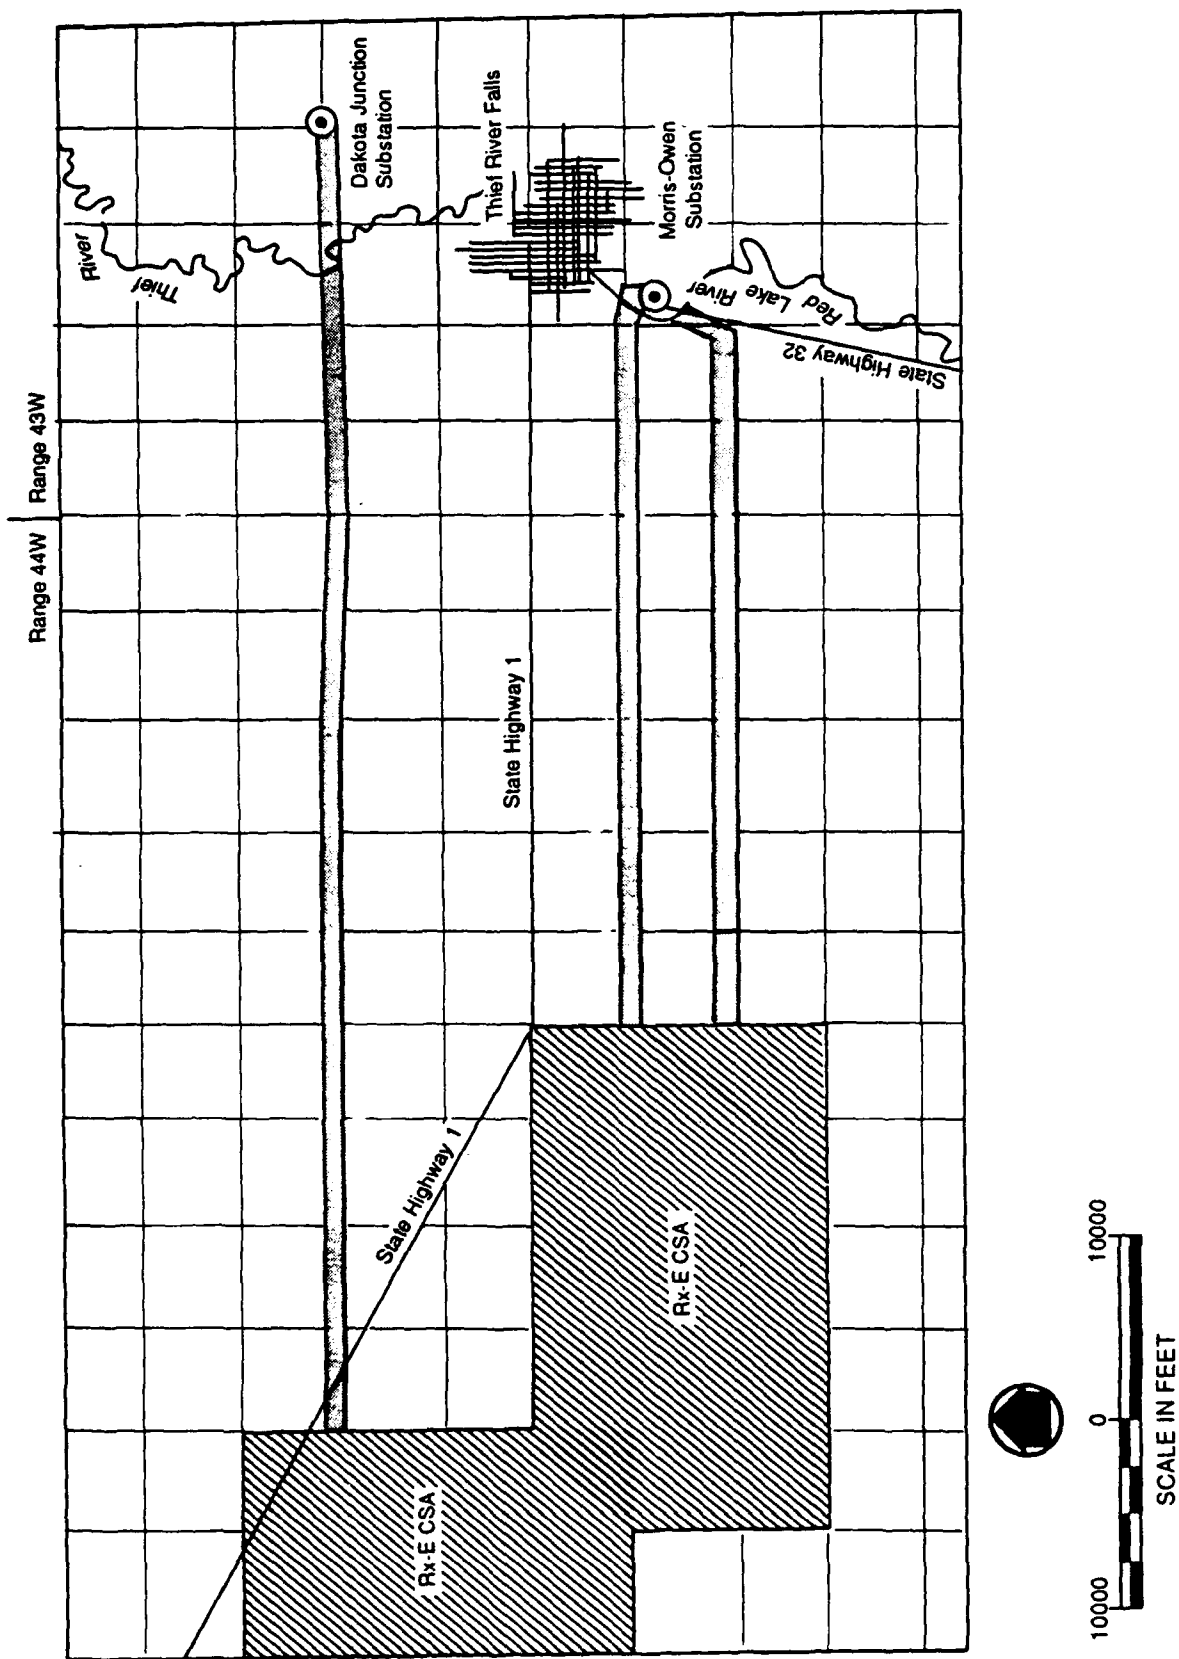 Range 44W
Range 43W
River
Thief
Dakota Junction
Substation
Thief River Falls
Morris-Owen
Substation
Red Lake River
State Highway 32
State Highway 1
State Highway 1
Rx-E CSA
Rx-E CSA
10000
0
10000
SCALE IN FEET